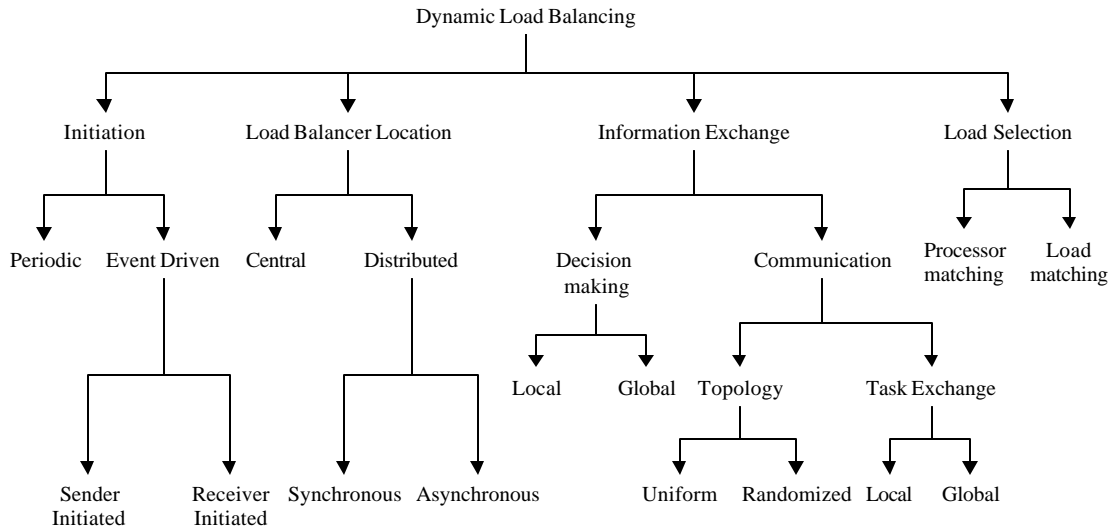 Dynamic Load Balancing
Initiation
Load Balancer Location
Information Exchange
Load Selection
Periodic
Event Driven
Central
Distributed
Decision
making
Communication
Processor
matching
Load
matching
Local
Global
Topology
Task Exchange
Sender
Initiated
Receiver
Initiated
Synchronous
Asynchronous
Uniform
Randomized
Local
Global